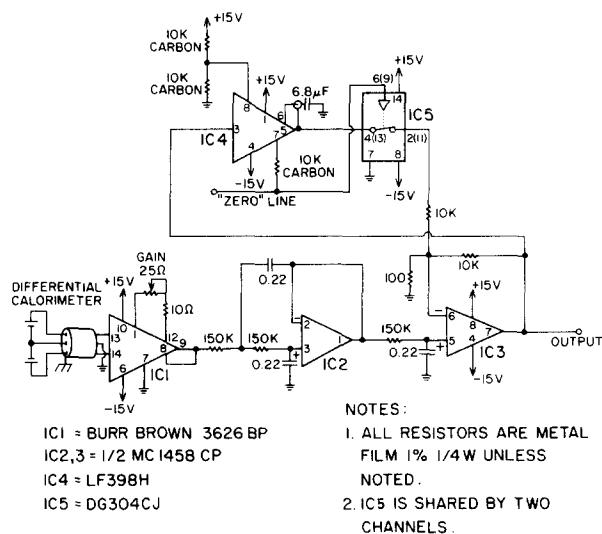 +15V
10K
CARBON
10K
CARBON
+15V
6.8μF
8
1
6
5
3
7
4
IC4
-15V
10K
CARBON
"ZERO" LINE
6(9)
+15V
14
IC5
4(13)
2(11)
7
8
-15V
10K
100
10K
GAIN
25Ω
+15V
10Ω
DIFFERENTIAL
CALORIMETER
10
1
13
12
9
14
8
7
6
IC1
-15V
150K
150K
0.22
0.22
2
3
1
IC2
150K
0.22
+15V
6
8
7
5
4
IC3
-15V
OUTPUT
IC1 = BURR BROWN 3626 BP
IC2,3 = 1/2 MC 1458 CP
IC4 = LF398H
IC5 = DG304CJ
NOTES:
1. ALL RESISTORS ARE METAL
FILM 1% 1/4W UNLESS
NOTED.
2. IC5 IS SHARED BY TWO
CHANNELS.